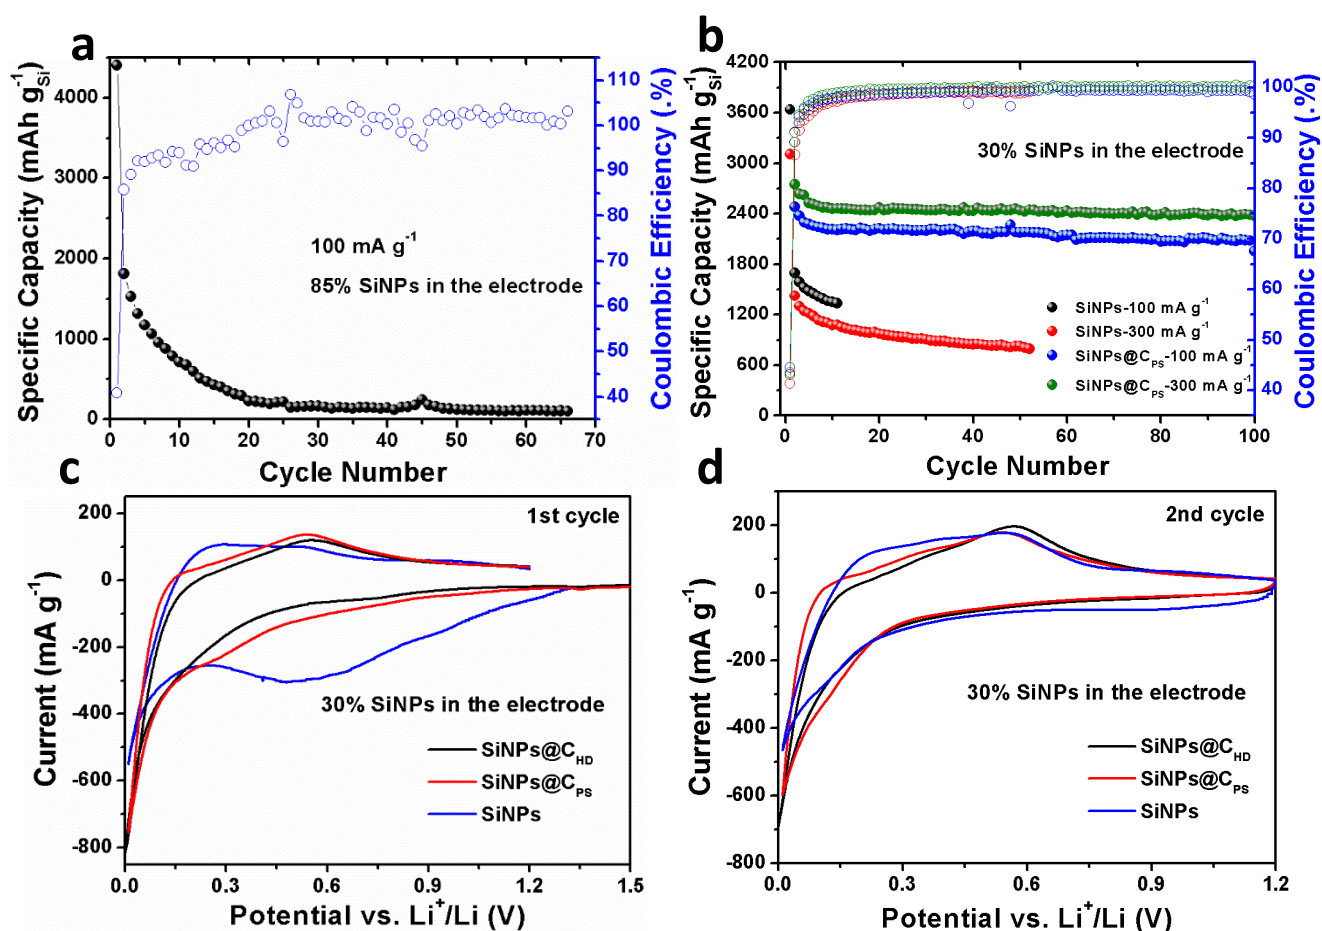 a
Specific Capacity (mAh g⁻¹Si)
4000
3000
2000
1000
0
110
100
90
80
70
60
50
40
Coulombic Efficiency (.%)
100 mA g⁻¹
85% SiNPs in the electrode
0 10 20 30 40 50 60 70
Cycle Number
b
Specific Capacity (mAh g⁻¹Si)
4200
3600
3000
2400
1800
1200
600
0
100
90
80
70
60
50
40
Coulombic Efficiency (.%)
30% SiNPs in the electrode
SiNPs-100 mA g⁻¹
SiNPs-300 mA g⁻¹
SiNPs@CPS-100 mA g⁻¹
SiNPs@CPS-300 mA g⁻¹
0 20 40 60 80 100
Cycle Number
c
Current (mA g⁻¹)
200
0
-200
-400
-600
-800
1st cycle
30% SiNPs in the electrode
SiNPs@CHD
SiNPs@CPS
SiNPs
0.0 0.3 0.6 0.9 1.2 1.5
Potential vs. Li⁺/Li (V)
d
Current (mA g⁻¹)
200
0
-200
-400
-600
-800
2nd cycle
30% SiNPs in the electrode
SiNPs@CHD
SiNPs@CPS
SiNPs
0.0 0.3 0.6 0.9 1.2
Potential vs. Li⁺/Li (V)